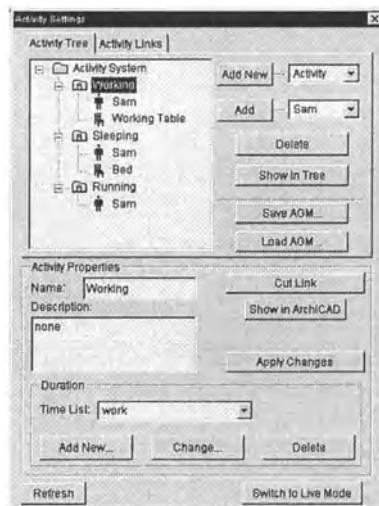 Activity Settings
Activity Tree Activity Links
Activity System
Working
Sam
Working Table
Sleeping
Sam
Bed
Running
Sam
Add New Activity
Add Sam
Delete
Show in Tree
Save AOM...
Load AOM...
Activity Properties
Name: Working
Description:
none
Cut Link
Show in ArchiCAD
Apply Changes
Duration
Time List: work
Add New... Change... Delete
Refresh Switch to Live Mode